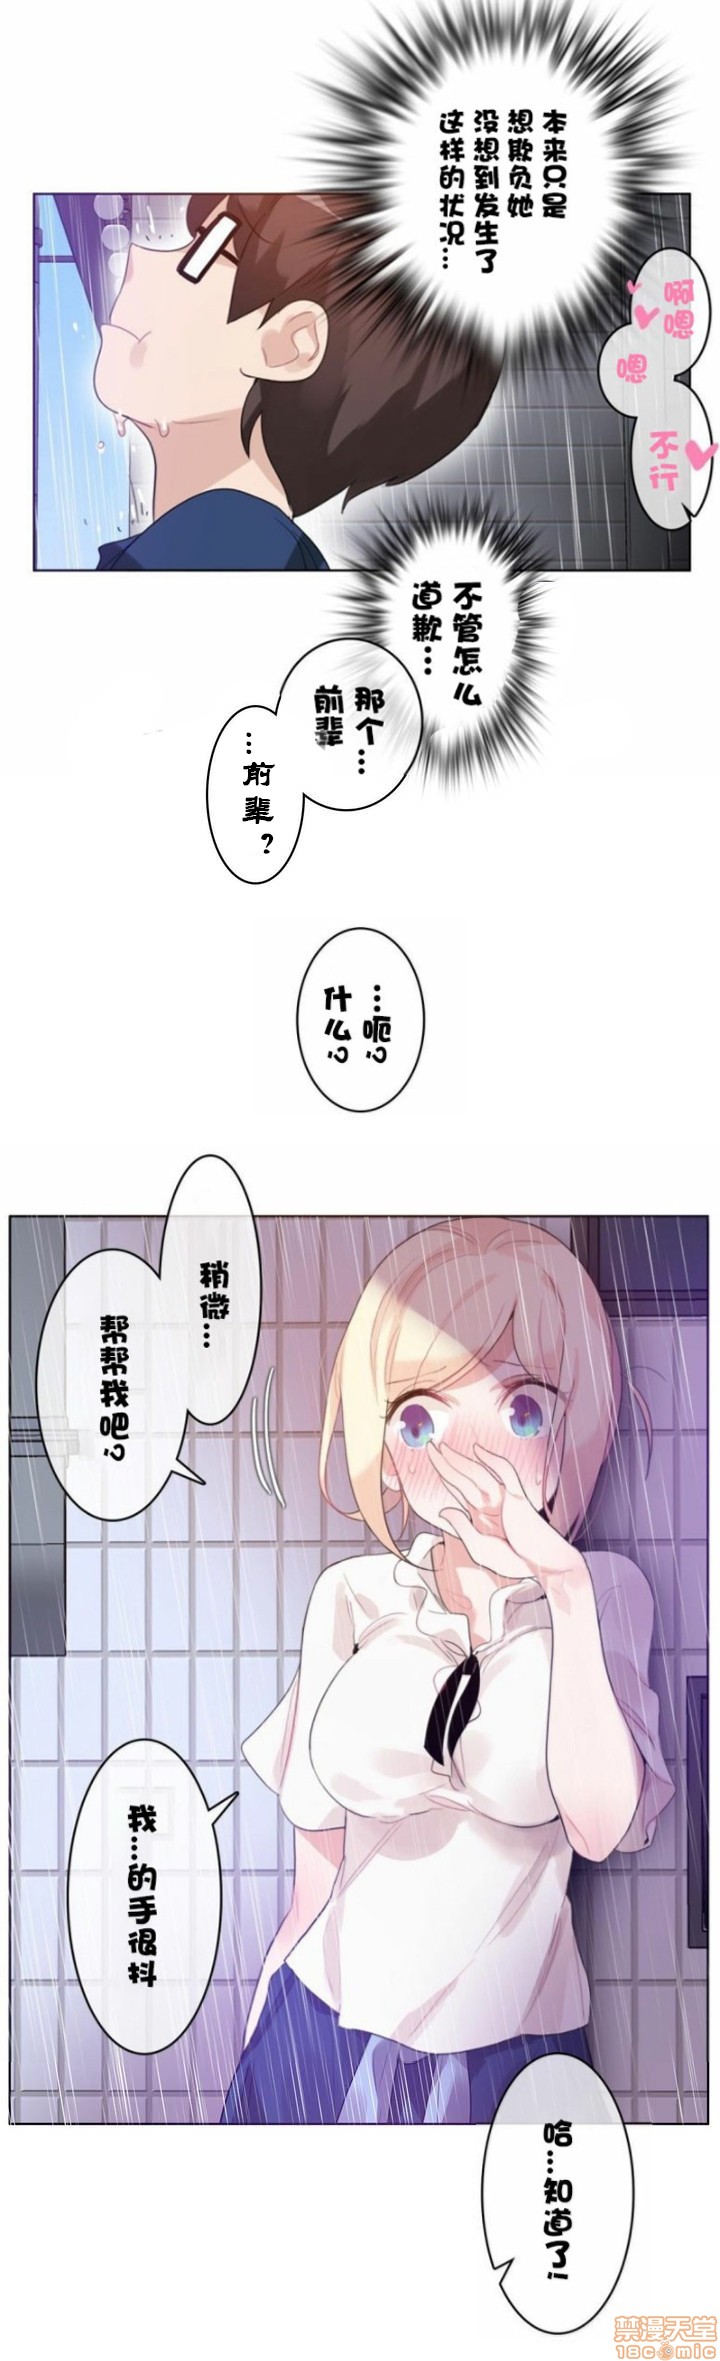 本来只是
想欺负她
没想到发生了
这样的状况…
啊嗯
嗯
不行
不管怎么
道歉…
那个…
前辈
…前辈?
…呃?
什么?
稍微…
帮帮我吧?
我…的手很抖
哈…知道了!
禁漫天堂
18comic